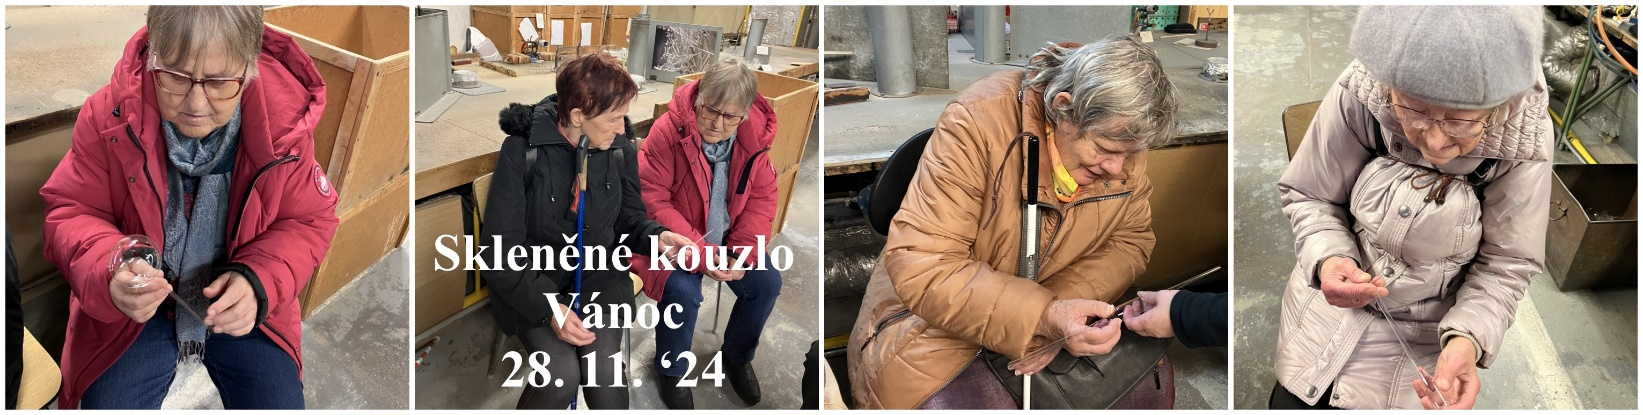 Skleněné kouzlo
Vánoc
28. 11. ‘24